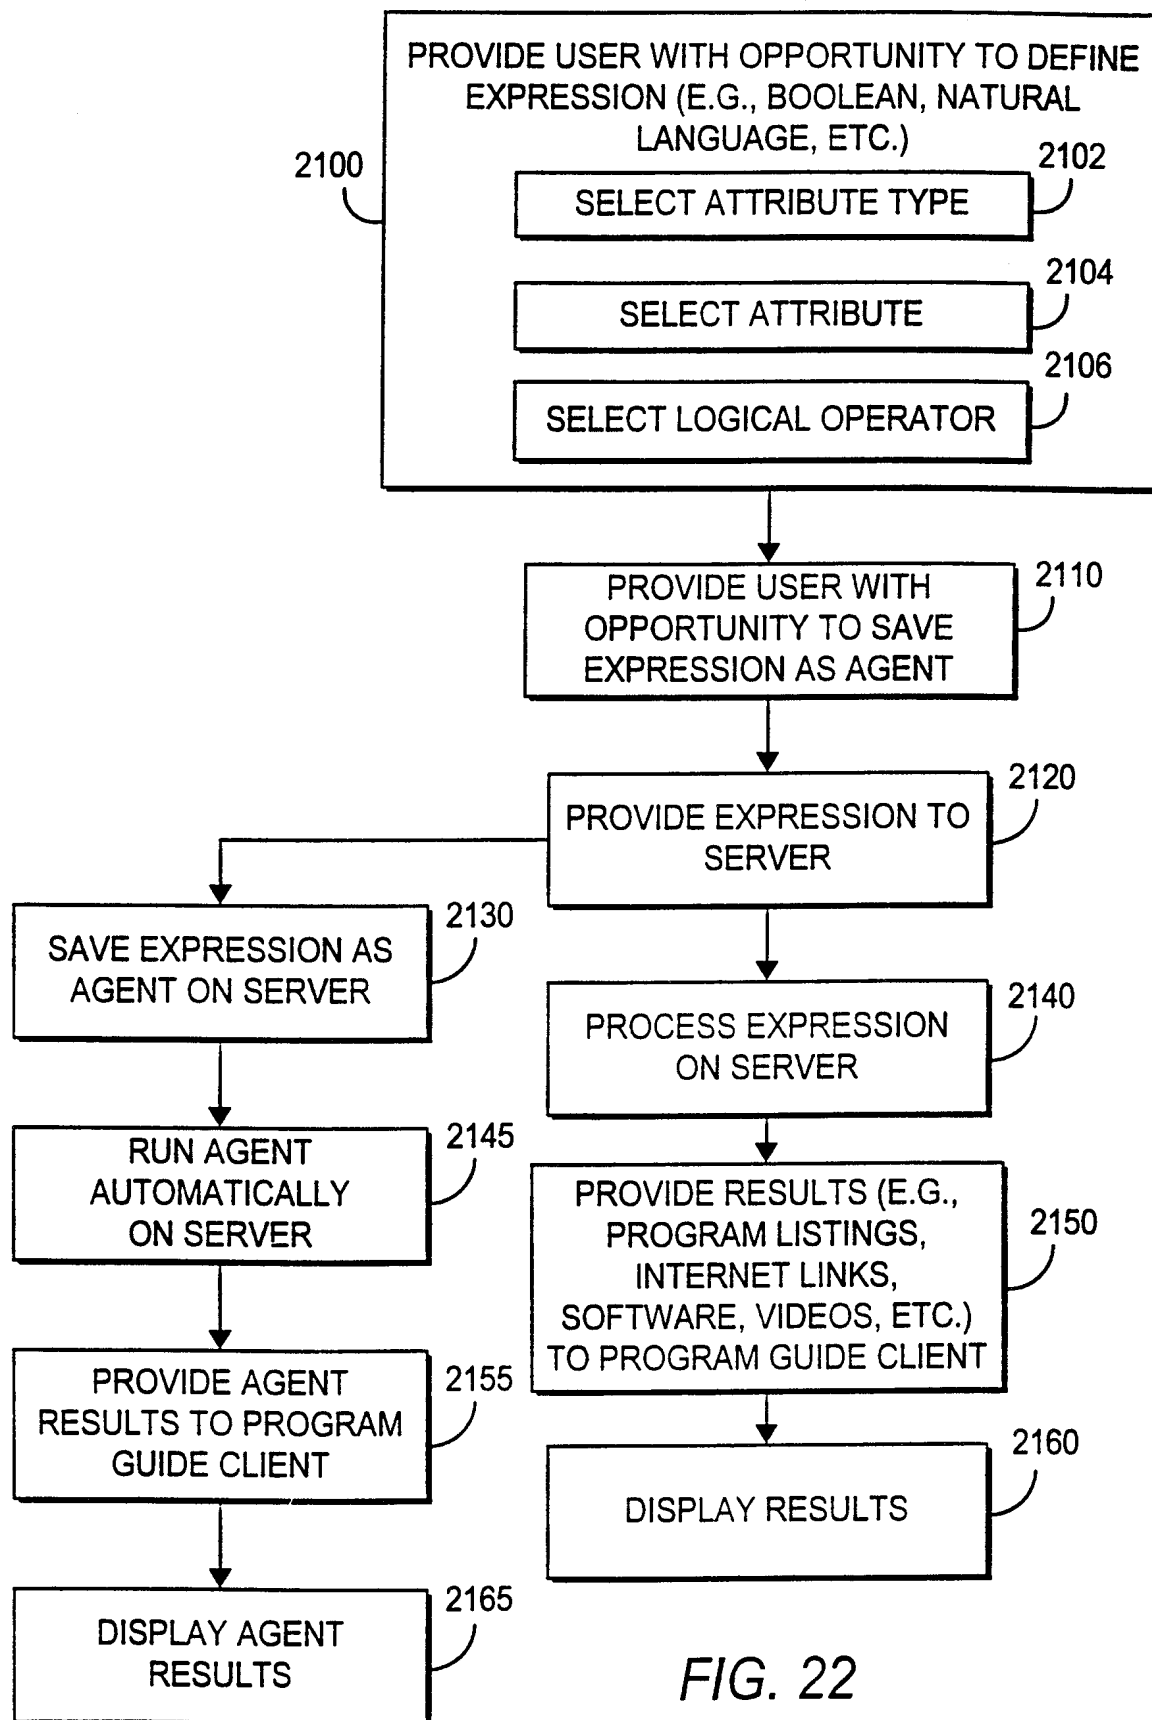 PROVIDE USER WITH OPPORTUNITY TO DEFINE
EXPRESSION (E.G., BOOLEAN, NATURAL
LANGUAGE, ETC.)
2100
2102
SELECT ATTRIBUTE TYPE
2104
SELECT ATTRIBUTE
2106
SELECT LOGICAL OPERATOR
2110
PROVIDE USER WITH
OPPORTUNITY TO SAVE
EXPRESSION AS AGENT
2120
PROVIDE EXPRESSION TO
SERVER
2130
SAVE EXPRESSION AS
AGENT ON SERVER
2140
PROCESS EXPRESSION
ON SERVER
2145
RUN AGENT
AUTOMATICALLY
ON SERVER
2150
PROVIDE RESULTS (E.G.,
PROGRAM LISTINGS,
INTERNET LINKS,
SOFTWARE, VIDEOS, ETC.)
TO PROGRAM GUIDE CLIENT
2155
PROVIDE AGENT
RESULTS TO PROGRAM
GUIDE CLIENT
2160
DISPLAY RESULTS
2165
DISPLAY AGENT
RESULTS
FIG. 22